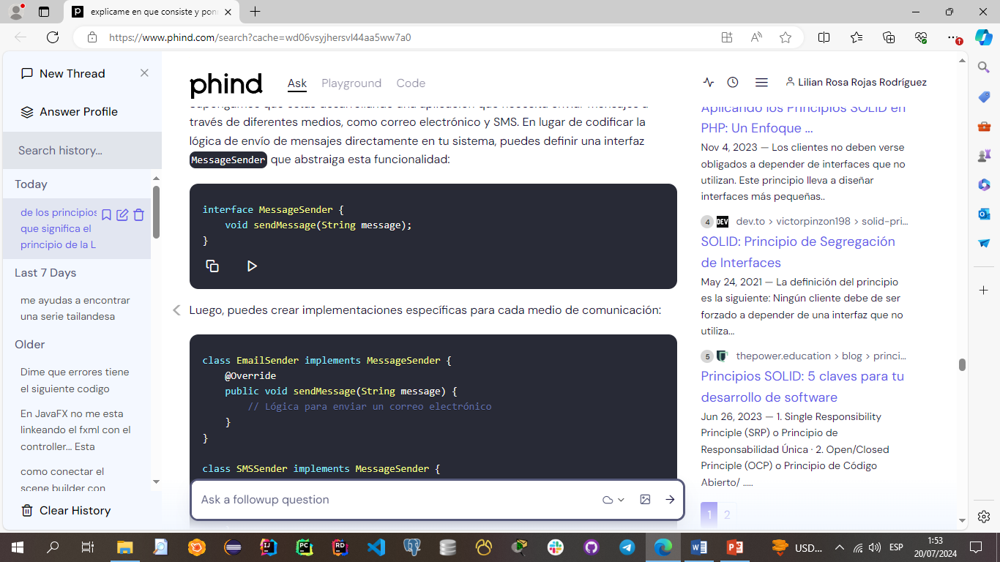 explicame en que consiste y pon
https://www.phind.com/search?cache=wd06vsyjhersvl44aa5ww7a0
New Thread
Answer Profile
Search history...
Today
de los principios
que significa el
principio de la L
Last 7 Days
me ayudas a encontrar
una serie tailandesa
Older
Dime que errores tiene
el siguiente codigo
En JavaFX no me esta
linkeando el fxml con el
controller... Esta
como conectar el
scene builder con
Clear History
phind
Ask Playground Code
Lilian Rosa Rojas Rodríguez
Supongamos que estás desarrollando una aplicación que necesita enviar mensajes a
través de diferentes medios, como correo electrónico y SMS. En lugar de codificar la
lógica de envío de mensajes directamente en tu sistema, puedes definir una interfaz
MessageSender que abstraiga esta funcionalidad:
interface MessageSender {
void sendMessage(String message);
}
Luego, puedes crear implementaciones específicas para cada medio de comunicación:
class EmailSender implements MessageSender {
@Override
public void sendMessage(String message) {
// Lógica para enviar un correo electrónico
}
}
class SMSSender implements MessageSender {
Ask a followup question
Aplicando los Principios SOLID en
PHP: Un Enfoque ...
Nov 4, 2023 — Los clientes no deben verse
obligados a depender de interfaces que no
utilizan. Este principio lleva a diseñar
interfaces más pequeñas..
4 DEV dev.to › victorpinzon198 › solid-pri...
SOLID: Principio de Segregación
de Interfaces
May 24, 2021 — La definición del principio
es la siguiente: Ningún cliente debe de ser
forzado a depender de una interfaz que no
utiliza...
5 thepower.education › blog › princi...
Principios SOLID: 5 claves para tu
desarrollo de software
Jun 26, 2023 — 1. Single Responsibility
Principle (SRP) o Principio de
Responsabilidad Única · 2. Open/Closed
Principle (OCP) o Principio de Código
Abierto/ .....
1 2
USD...
ESP
1:53
20/07/2024